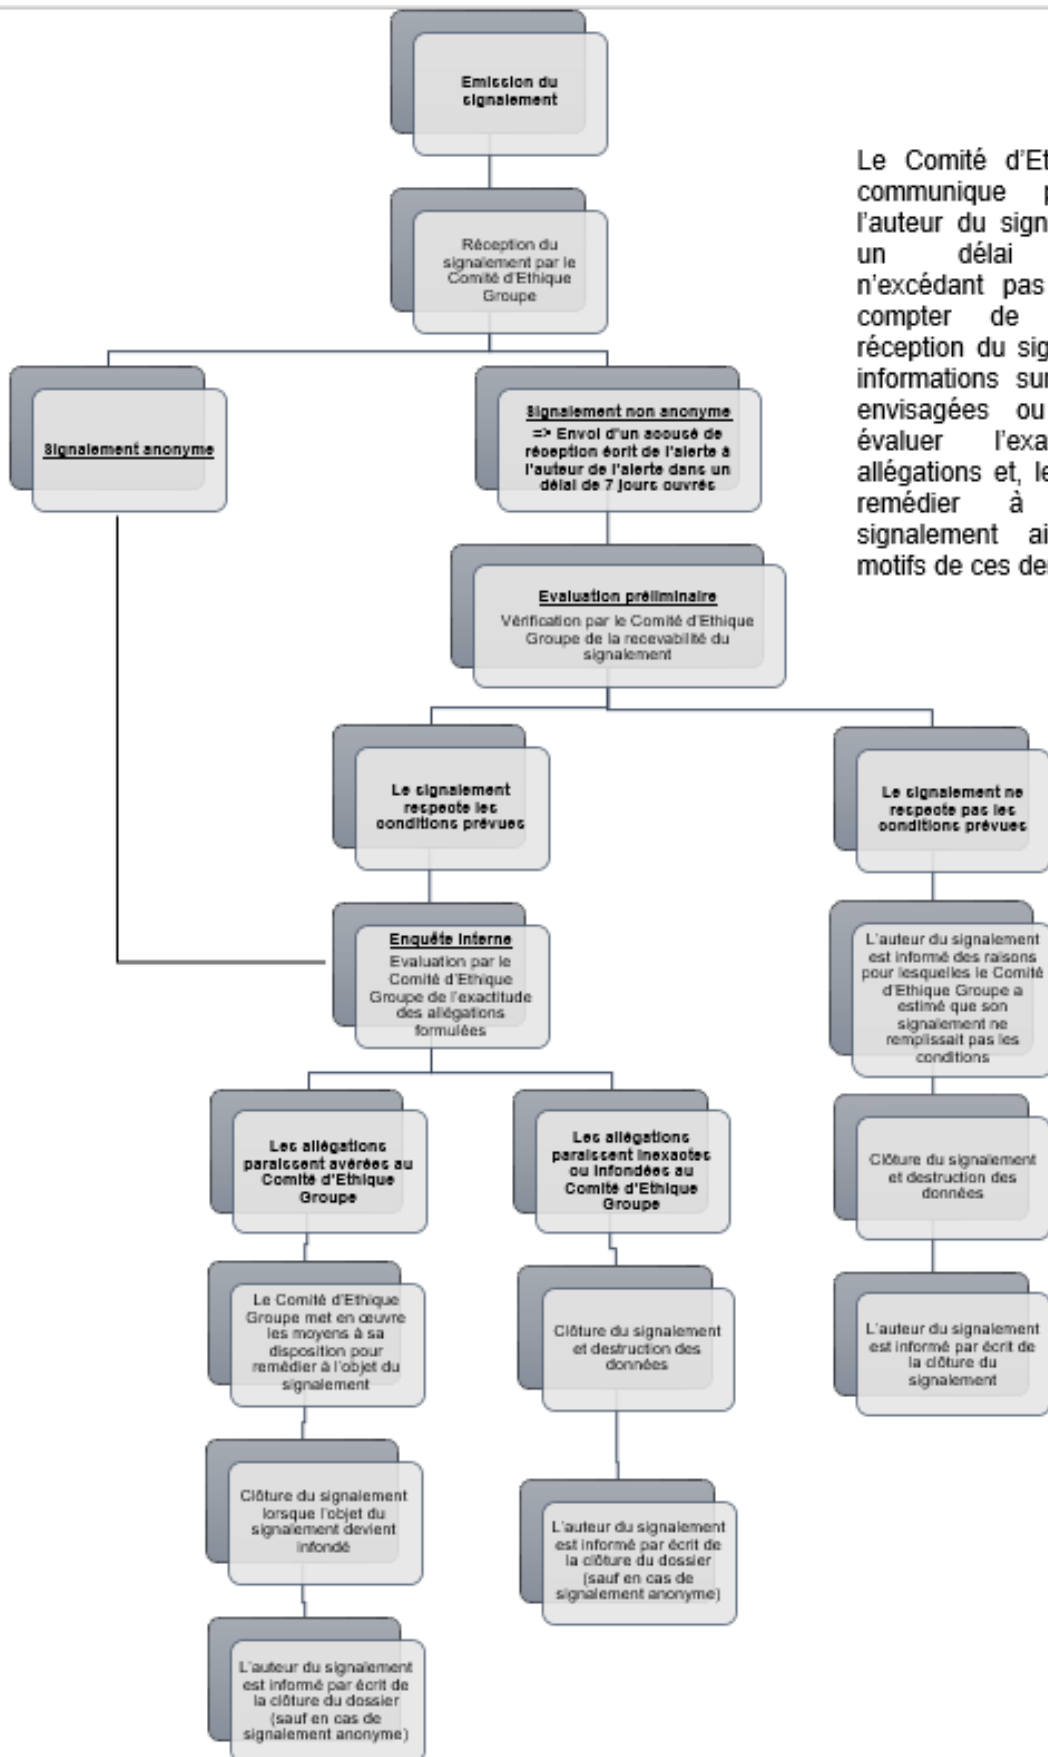 Emission du
signalement
Réception du
signalement par le
Comité d'Ethique
Groupe
Le Comité d'Et
communique p
l'auteur du sign
un délai
n'excédant pas
compter de
réception du sig
informations sur
envisagées ou
évaluer l'exa
allégations et, le
remédier à
signalement ai
motifs de ces de
Signalement anonyme
Signalement non anonyme
=> Envoi d'un accusé de
réception écrit de l'alerte à
l'auteur de l'alerte dans un
délai de 7 jours ouvrés
Evaluation préliminaire
Vérification par le Comité d'Ethique
Groupe de la recevabilité du
signalement
Le signalement
respecte les
conditions prévues
Le signalement ne
respecte pas les
conditions prévues
Enquête interne
Evaluation par le
Comité d'Ethique
Groupe de l'exactitude
des allégations
formulées
L'auteur du signalement
est informé des raisons
pour lesquelles le Comité
d'Ethique Groupe a
estimé que son
signalement ne
remplissait pas les
conditions
Les allégations
paraissent avérées au
Comité d'Ethique
Groupe
Les allégations
paraissent inexactes
ou infondées au
Comité d'Ethique
Groupe
Clôture du signalement
et destruction des
données
Le Comité d'Ethique
Groupe met en œuvre
les moyens à sa
disposition pour
remédier à l'objet du
signalement
Clôture du signalement
et destruction des
données
L'auteur du signalement
est informé par écrit de
la clôture du
signalement
Clôture du signalement
lorsque l'objet du
signalement devient
infondé
L'auteur du signalement
est informé par écrit de
la clôture du dossier
(sauf en cas de
signalement anonyme)
L'auteur du signalement
est informé par écrit de
la clôture du dossier
(sauf en cas de
signalement anonyme)